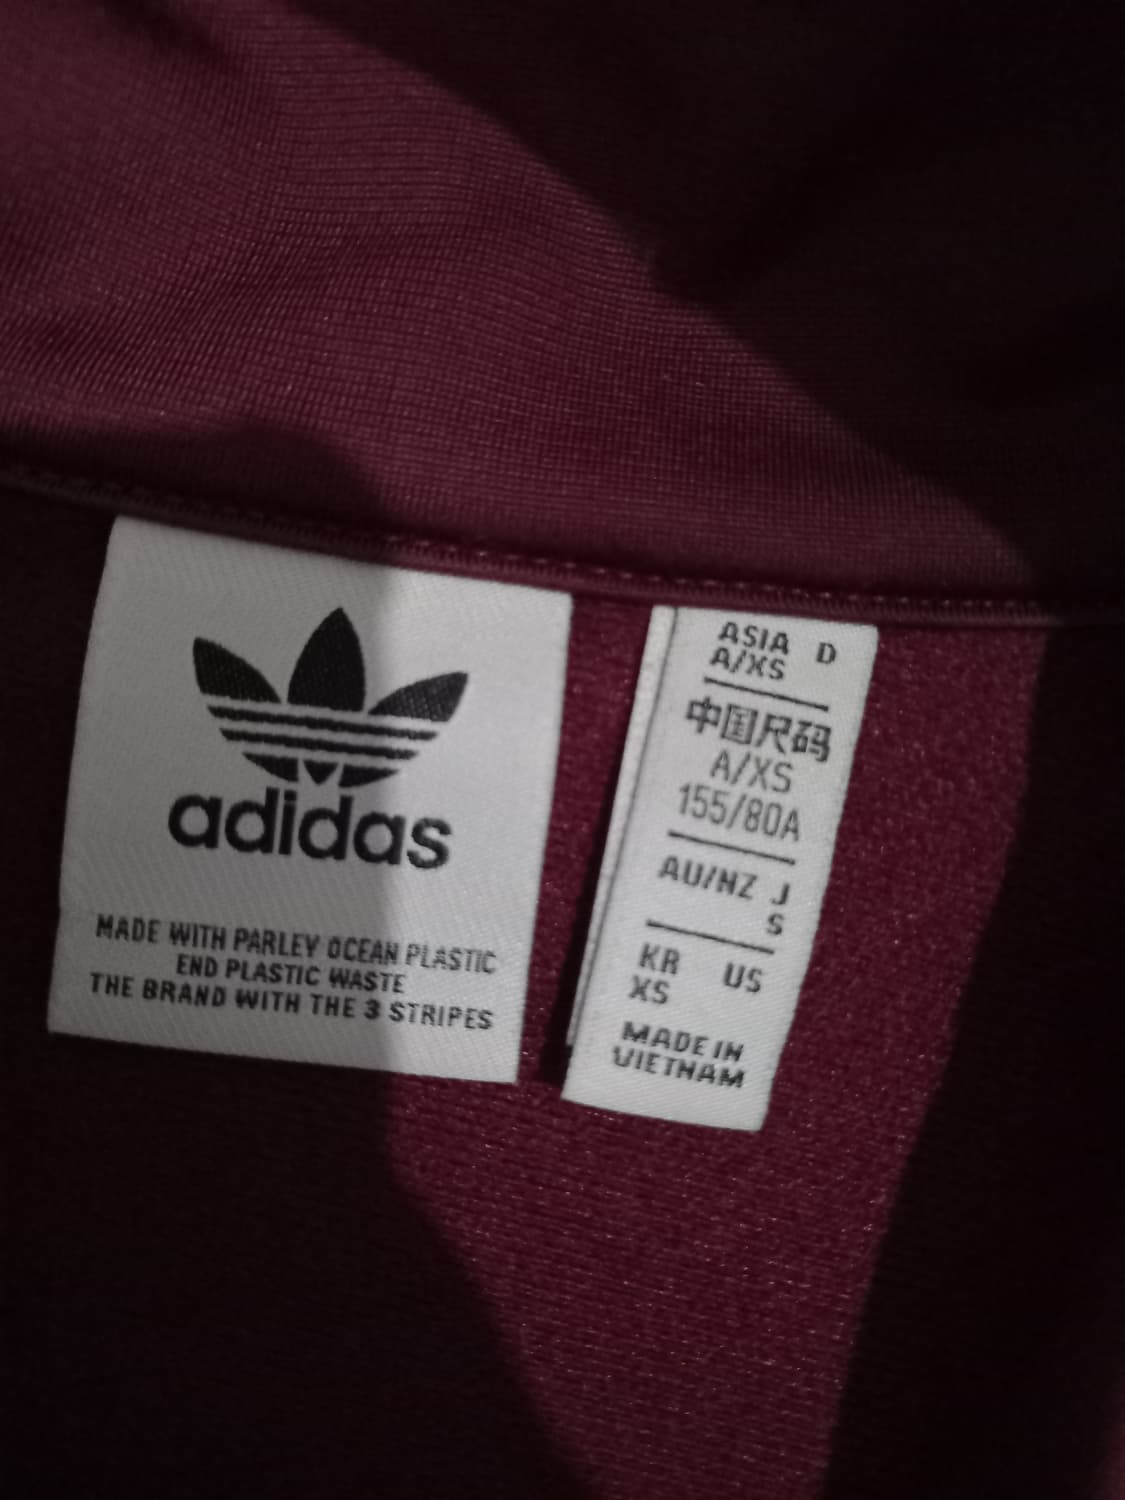 adidas
MADE WITH PARLEY OCEAN PLASTIC
END PLASTIC WASTE
THE BRAND WITH THE 3 STRIPES
ASIA D
A/XS
中国尺码
A/XS
155/80A
AU/NZ J
S
KR US
XS
MADE IN
VIETNAM